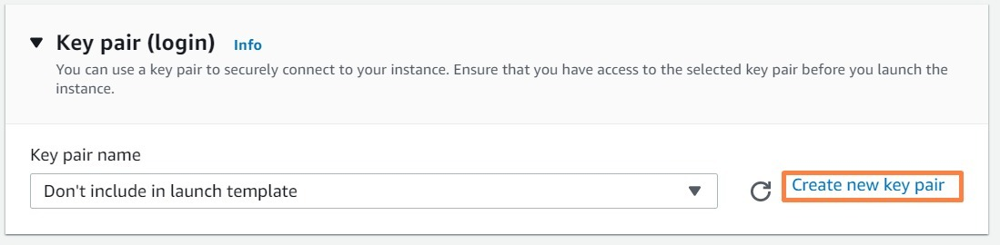 Key pair (login) Info
You can use a key pair to securely connect to your instance. Ensure that you have access to the selected key pair before you launch the
instance.
Key pair name
Don't include in launch template
Create new key pair